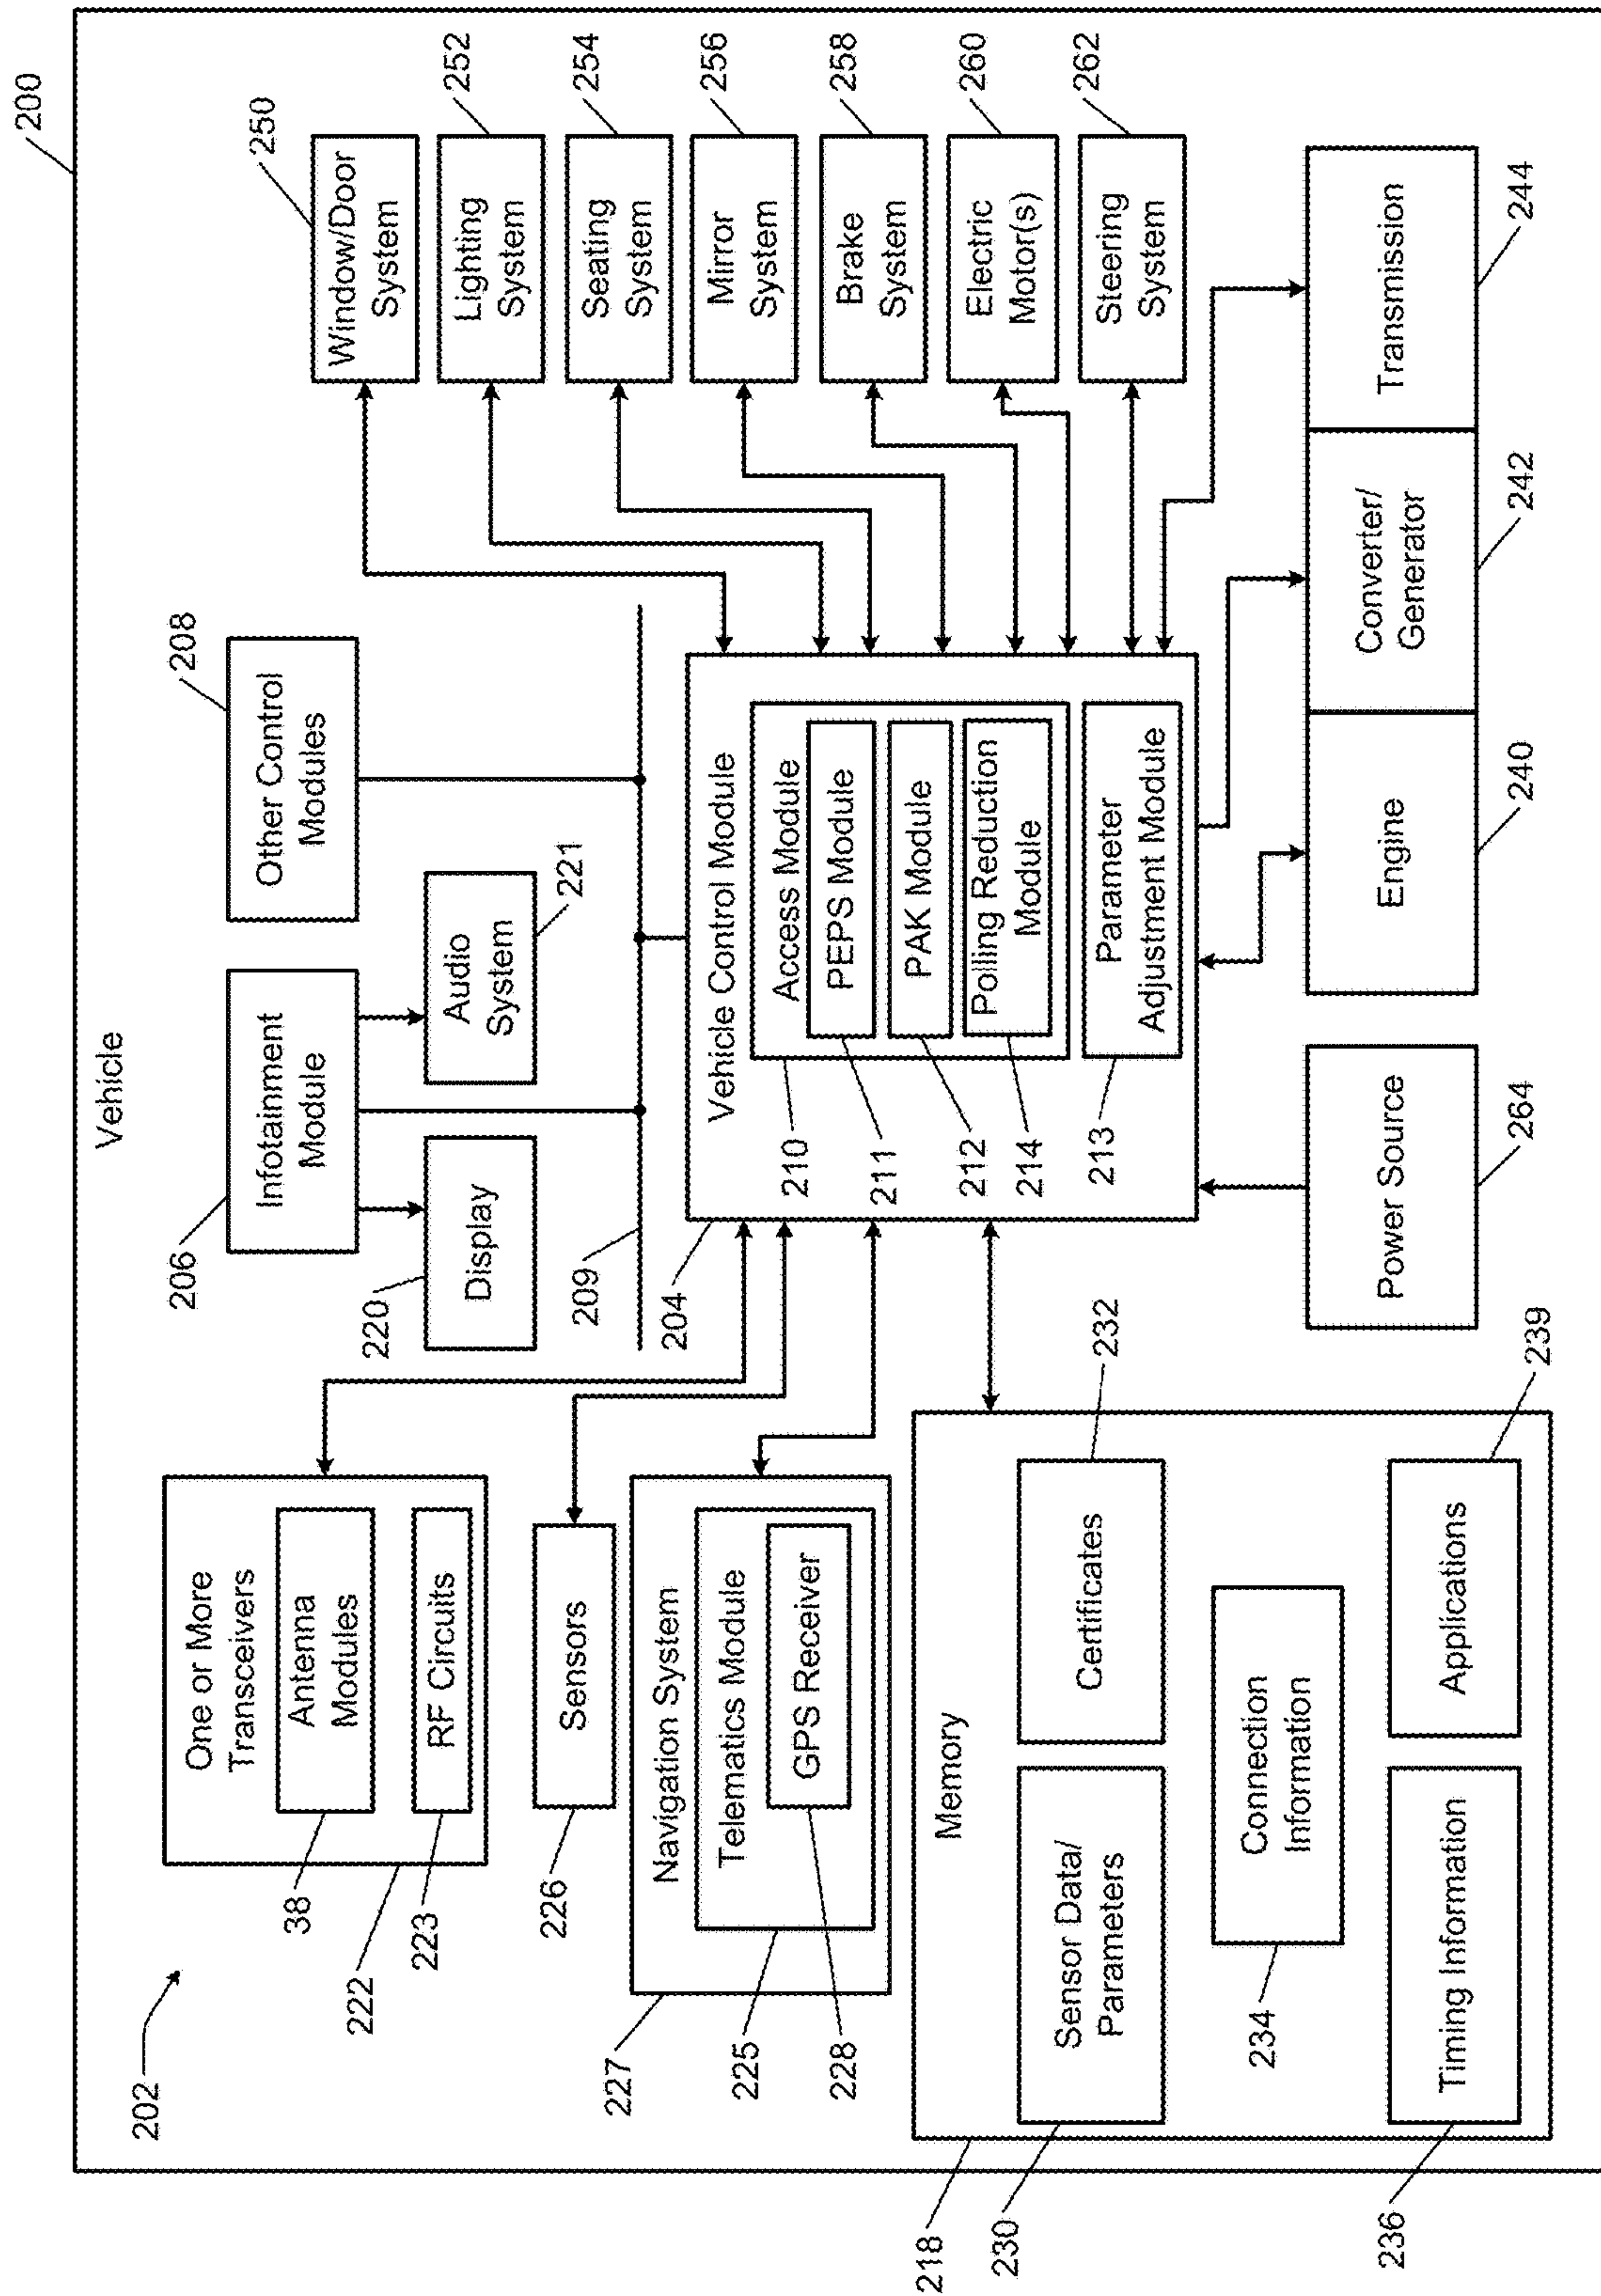 200
Vehicle
202
206
Infotainment
Module
208
Other Control
Modules
220
Display
221
Audio
System
209
204
Vehicle Control Module
Access Module
PEPS Module
PAK Module
Polling Reduction
Module
Parameter
Adjustment Module
210
211
212
214
213
One or More
Transceivers
Antenna
Modules
RF Circuits
38
223
222
Sensors
226
Navigation System
Telematics Module
GPS Receiver
227
225
228
Memory
Sensor Data/
Parameters
Certificates
232
Connection
Information
234
Timing Information
Applications
239
218
230
236
Window/Door
System
250
Lighting
System
252
Seating
System
254
Mirror
System
256
Brake
System
258
Electric
Motor(s)
260
Steering
System
262
Power Source
264
Engine
240
Converter/
Generator
242
Transmission
244